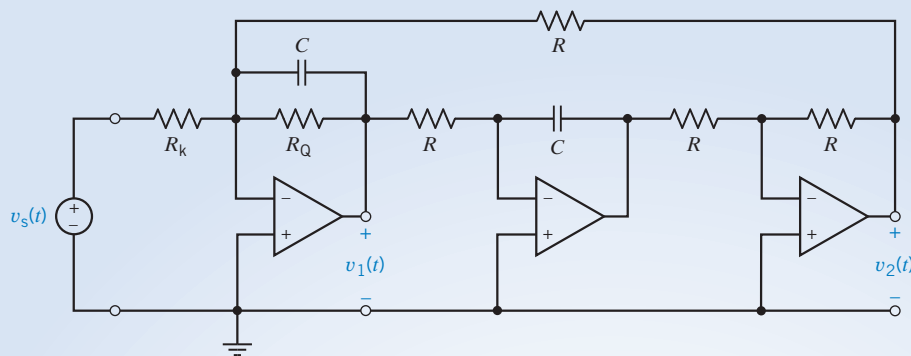 R
C
R_k
R_Q
R
C
R
R
v_s(t)
+
−
−
+
−
+
−
+
+
v_1(t)
−
+
v_2(t)
−